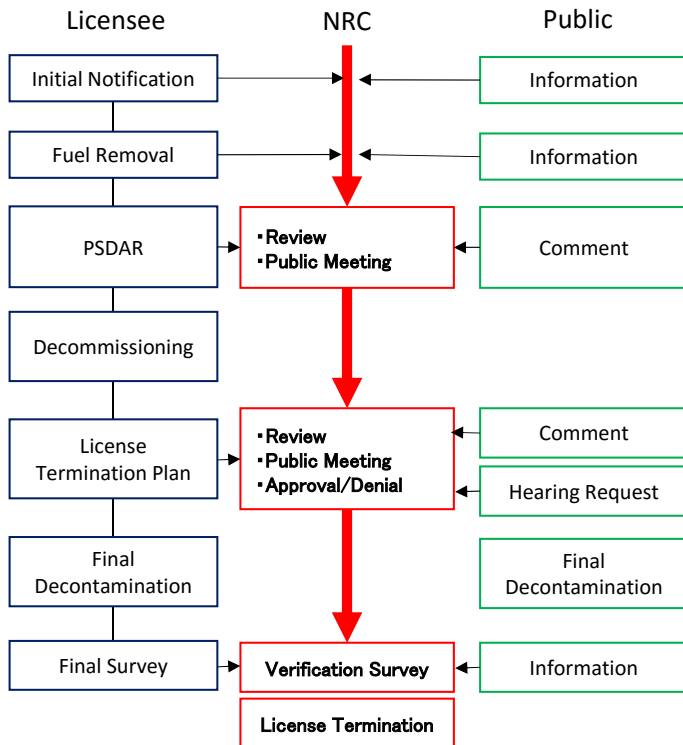 Licensee
NRC
Public
Initial Notification
Information
Fuel Removal
Information
PSDAR
・Review
・Public Meeting
Comment
Decommissioning
License
Termination Plan
・Review
・Public Meeting
・Approval/Denial
Comment
Hearing Request
Final
Decontamination
Final
Decontamination
Final Survey
Verification Survey
Information
License Termination